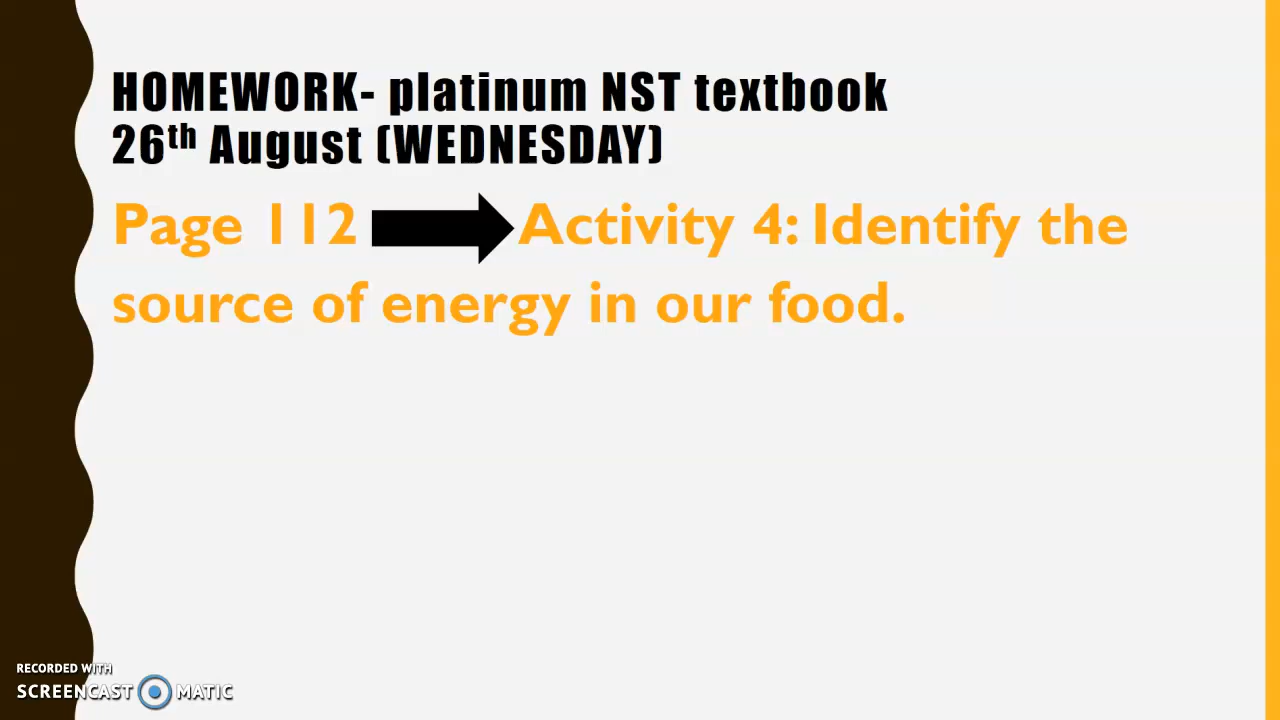 HOMEWORK- platinum NST textbook
26th August (WEDNESDAY)
Page 112 Activity 4: Identify the
source of energy in our food.
RECORDED WITH
SCREENCAST MATIC